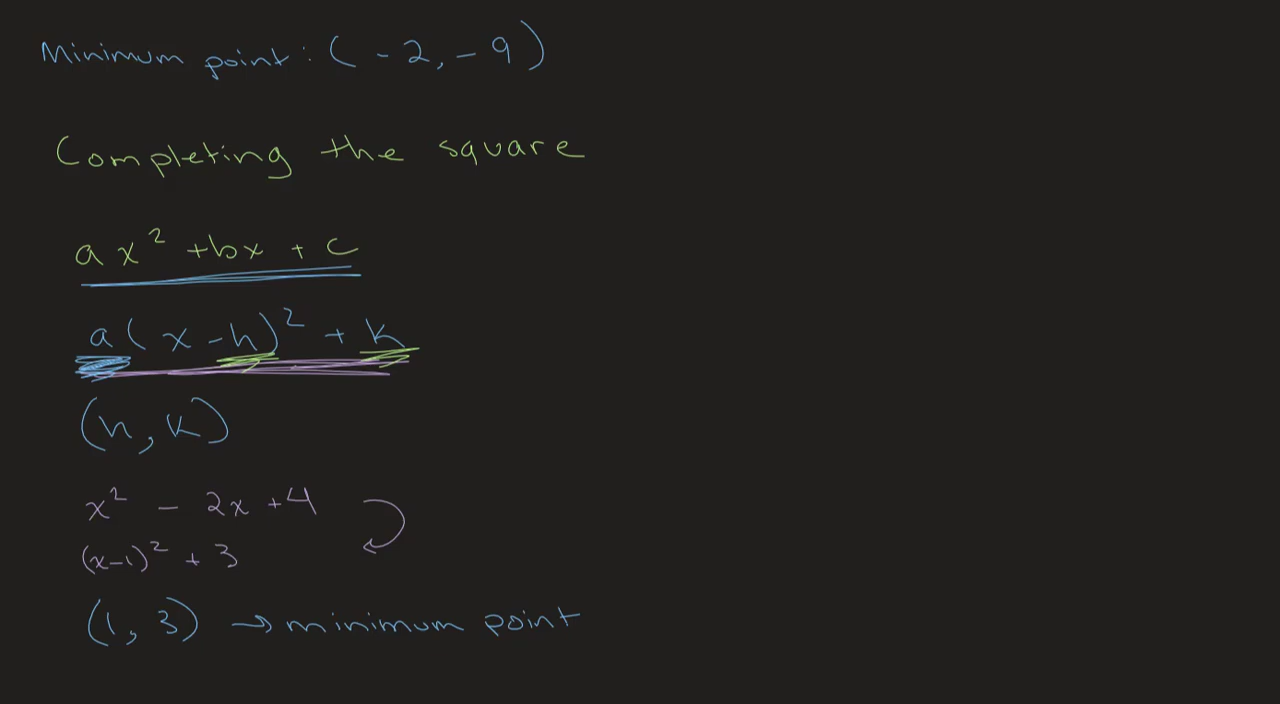 Minimum point: (-2, -9)
Completing the square
ax² + bx + c
a(x - h)² + k
(h, k)
x² - 2x + 4
(x-1)² + 3
(1, 3) → minimum point